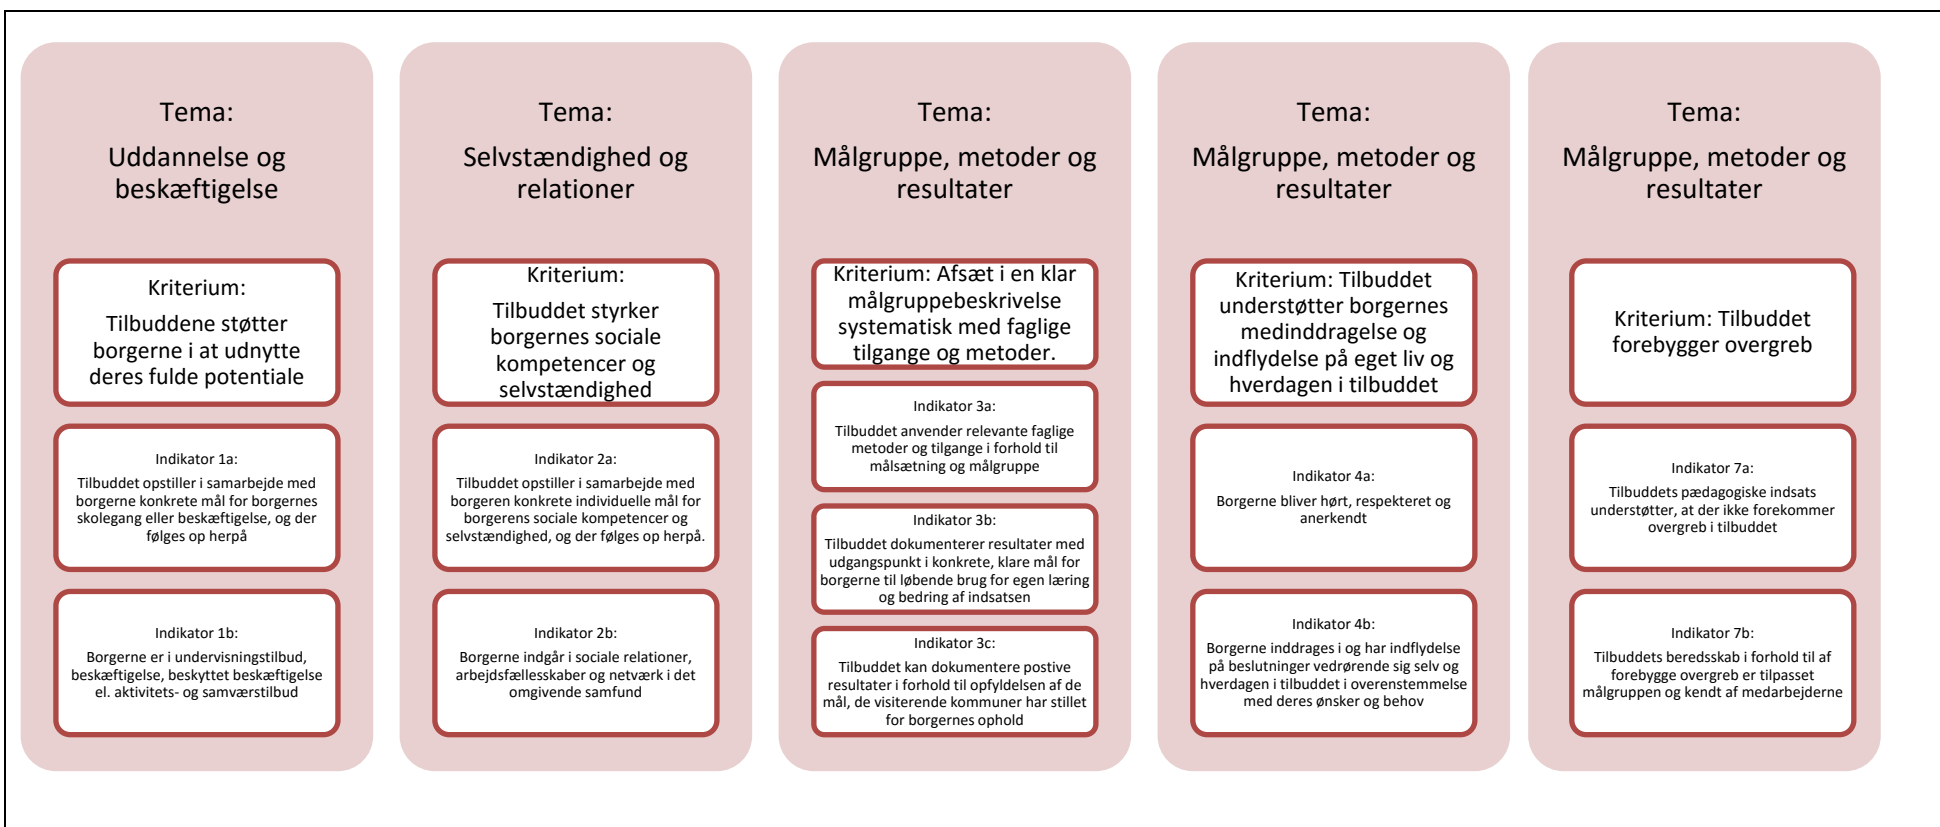 Tema:
Uddannelse og
beskæftigelse
Kriterium:
Tilbuddene støtter
borgerne i at udnytte
deres fulde potentiale
Indikator 1a:
Tilbuddet opstiller i samarbejde med
borgerne konkrete mål for borgernes
skolegang eller beskæftigelse, og der
følges op herpå
Indikator 1b:
Borgerne er i undervisningstilbud,
beskæftigelse, beskyttet beskæftigelse
el. aktivitets- og samværstilbud
Tema:
Selvstændighed og
relationer
Kriterium:
Tilbuddet styrker
borgernes sociale
kompetencer og
selvstændighed
Indikator 2a:
Tilbuddet opstiller i samarbejde med
borgeren konkrete individuelle mål for
borgerens sociale kompetencer og
selvstændighed, og der følges op herpå.
Indikator 2b:
Borgerne indgår i sociale relationer,
arbejdsfællesskaber og netværk i det
omgivende samfund
Tema:
Målgruppe, metoder og
resultater
Kriterium: Afsæt i en klar
målgruppebeskrivelse
systematisk med faglige
tilgange og metoder.
Indikator 3a:
Tilbuddet anvender relevante faglige
metoder og tilgange i forhold til
målsætning og målgruppe
Indikator 3b:
Tilbuddet dokumenterer resultater med
udgangspunkt i konkrete, klare mål for
borgerne til løbende brug for egen læring
og bedring af indsatsen
Indikator 3c:
Tilbuddet kan dokumentere postive
resultater i forhold til opfyldelsen af de
mål, de visiterende kommuner har stillet
for borgernes ophold
Tema:
Målgruppe, metoder og
resultater
Kriterium: Tilbuddet
understøtter borgernes
medinddragelse og
indflydelse på eget liv og
hverdagen i tilbuddet
Indikator 4a:
Borgerne bliver hørt, respekteret og
anerkendt
Indikator 4b:
Borgerne inddrages i og har indflydelse
på beslutninger vedrørende sig selv og
hverdagen i tilbuddet i overenstemmelse
med deres ønsker og behov
Tema:
Målgruppe, metoder og
resultater
Kriterium: Tilbuddet
forebygger overgreb
Indikator 7a:
Tilbuddets pædagogiske indsats
understøtter, at der ikke forekommer
overgreb i tilbuddet
Indikator 7b:
Tilbuddets beredsskab i forhold til af
forebygge overgreb er tilpasset
målgruppen og kendt af medarbejderne